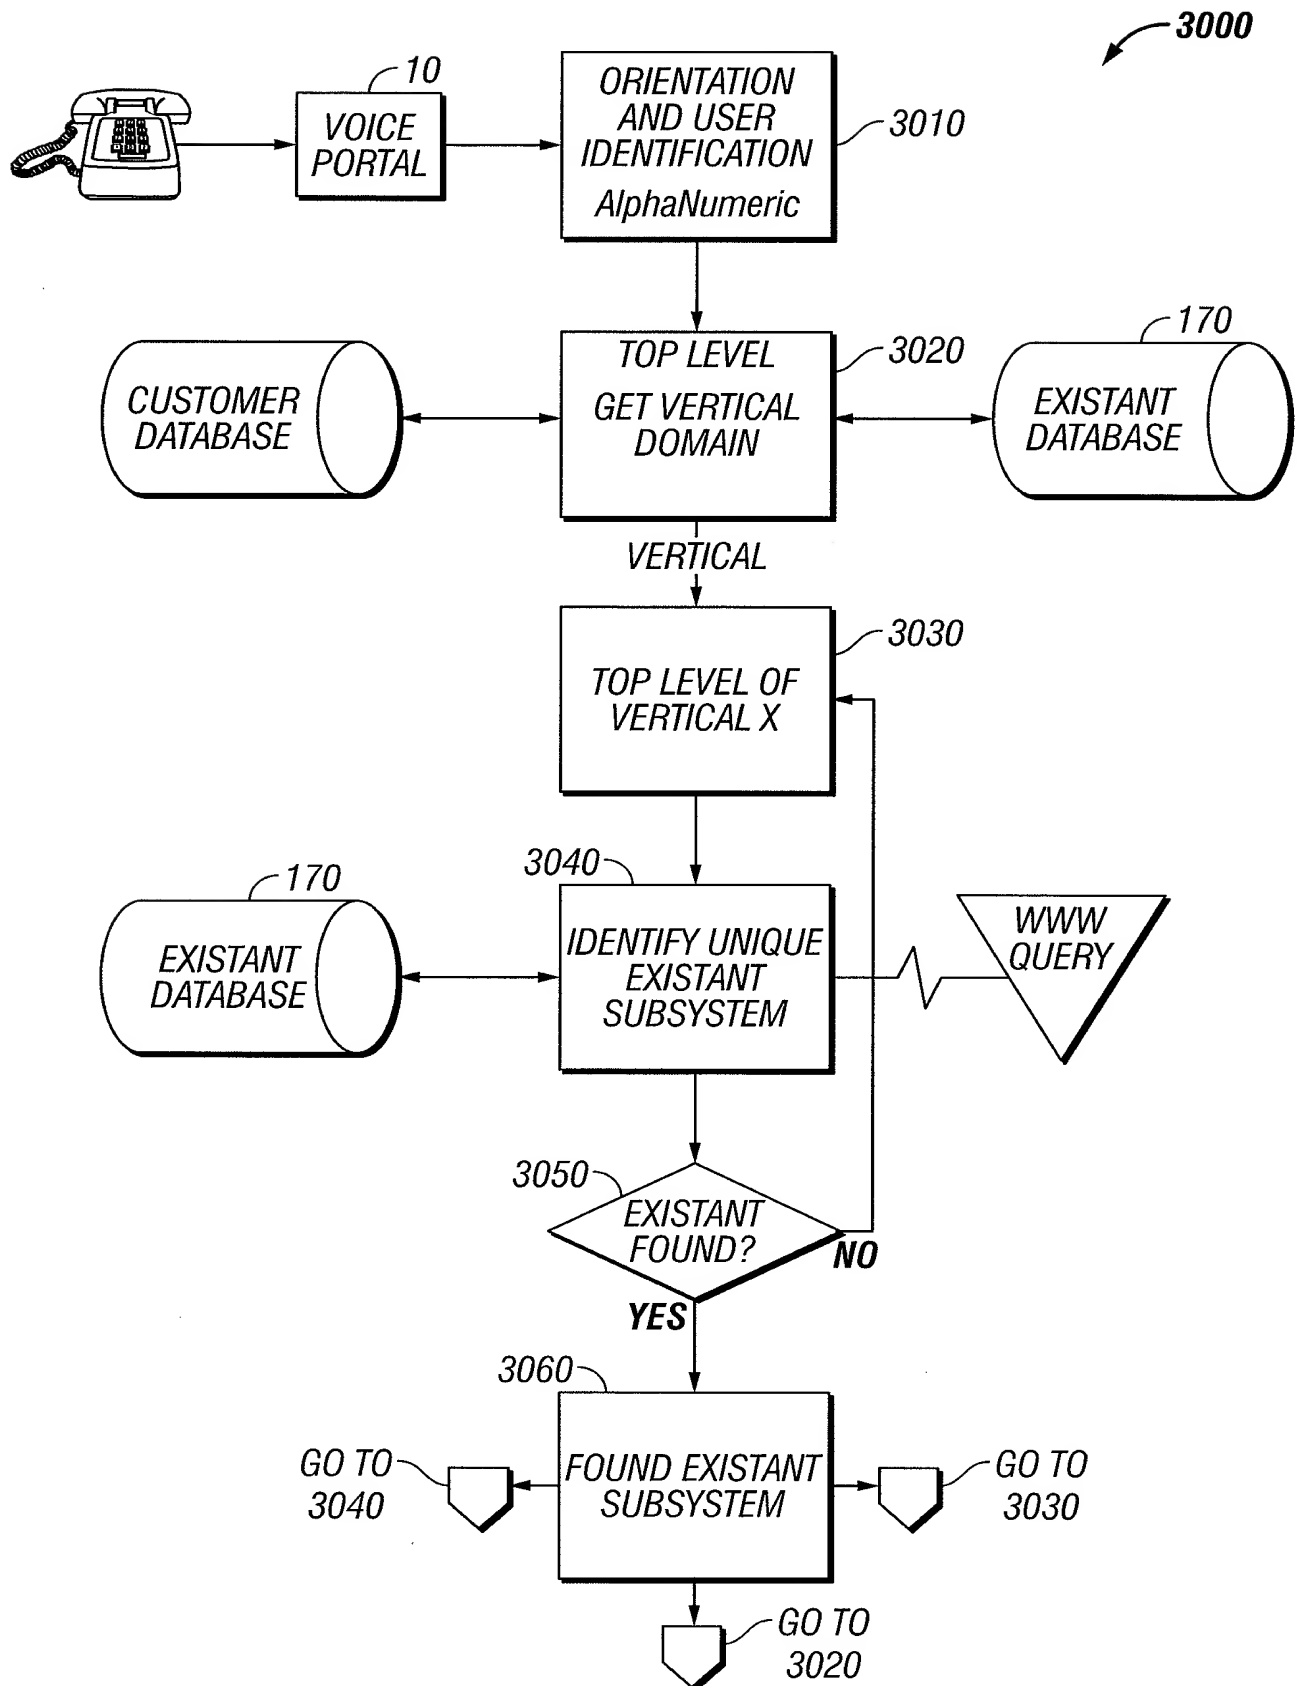 3000
10
VOICE
PORTAL
ORIENTATION
AND USER
IDENTIFICATION
AlphaNumeric
3010
CUSTOMER
DATABASE
TOP LEVEL
GET VERTICAL
DOMAIN
3020
170
EXISTANT
DATABASE
VERTICAL
TOP LEVEL OF
VERTICAL X
3030
170
EXISTANT
DATABASE
3040
IDENTIFY UNIQUE
EXISTANT
SUBSYSTEM
WWW
QUERY
3050
EXISTANT
FOUND?
NO
YES
3060
FOUND EXISTANT
SUBSYSTEM
GO TO
3040
GO TO
3030
GO TO
3020